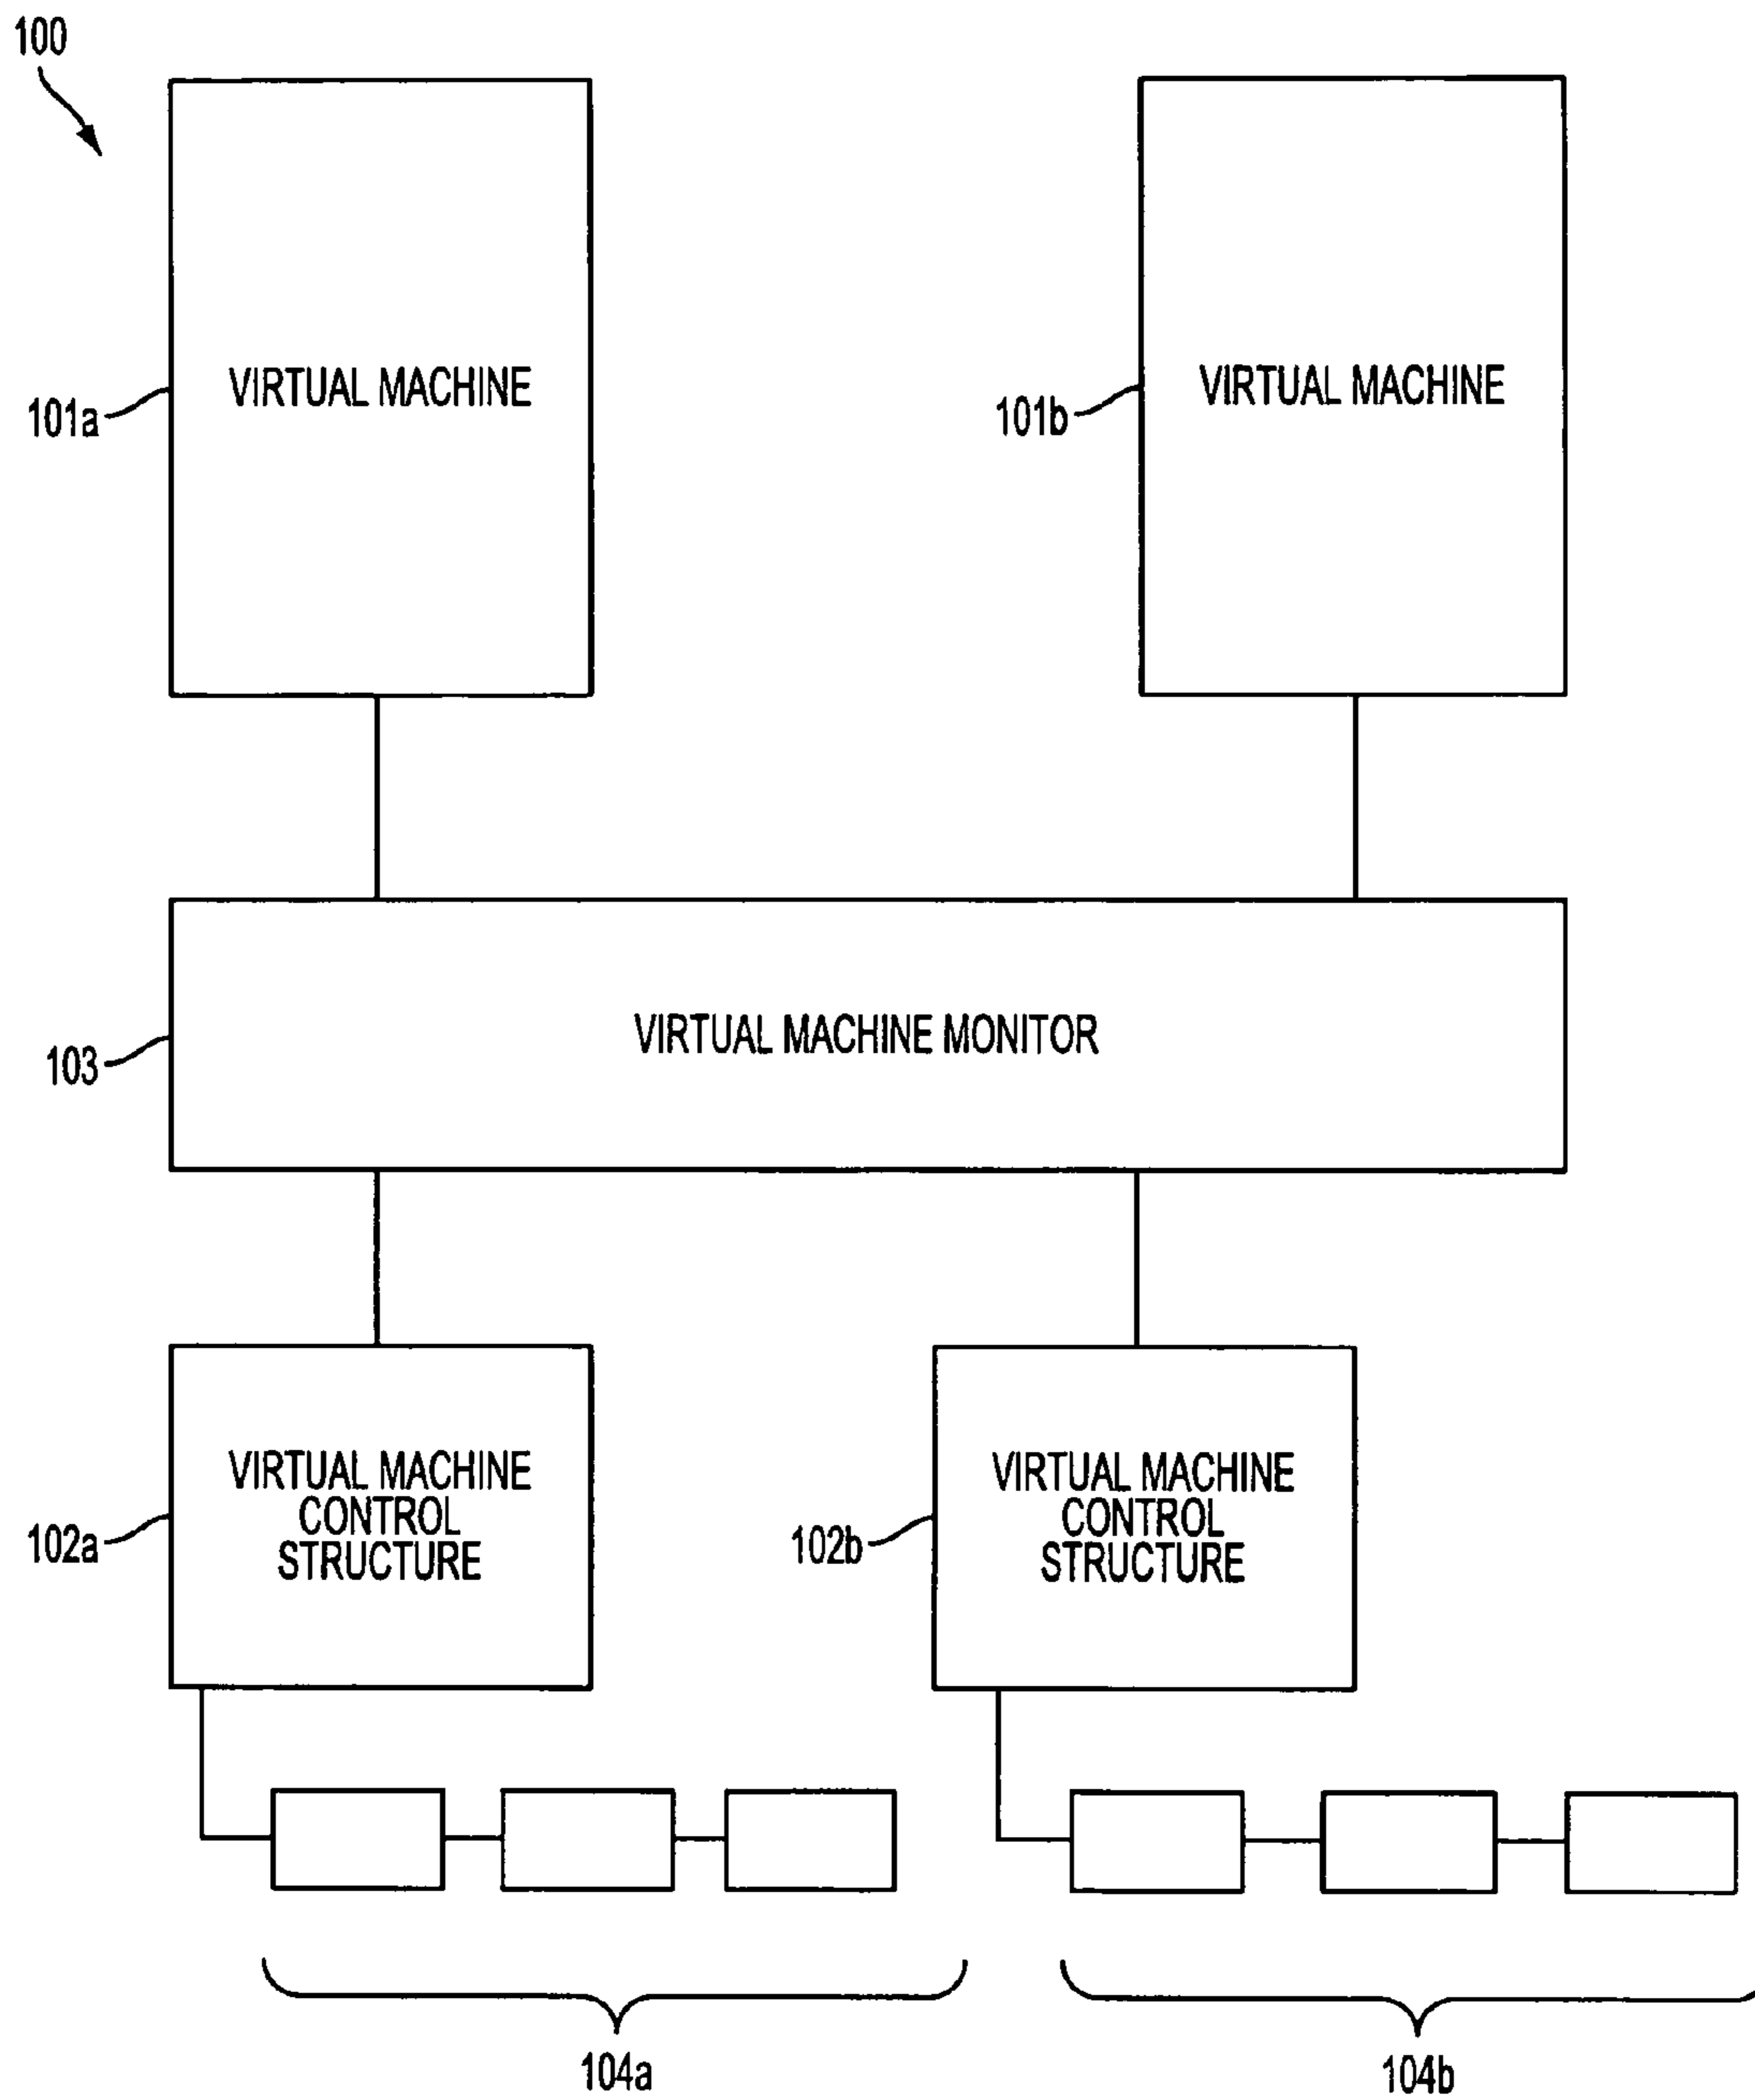 100
VIRTUAL MACHINE
101a
VIRTUAL MACHINE
101b
VIRTUAL MACHINE MONITOR
103
VIRTUAL MACHINE
CONTROL
STRUCTURE
102a
VIRTUAL MACHINE
CONTROL
STRUCTURE
102b
104a
104b